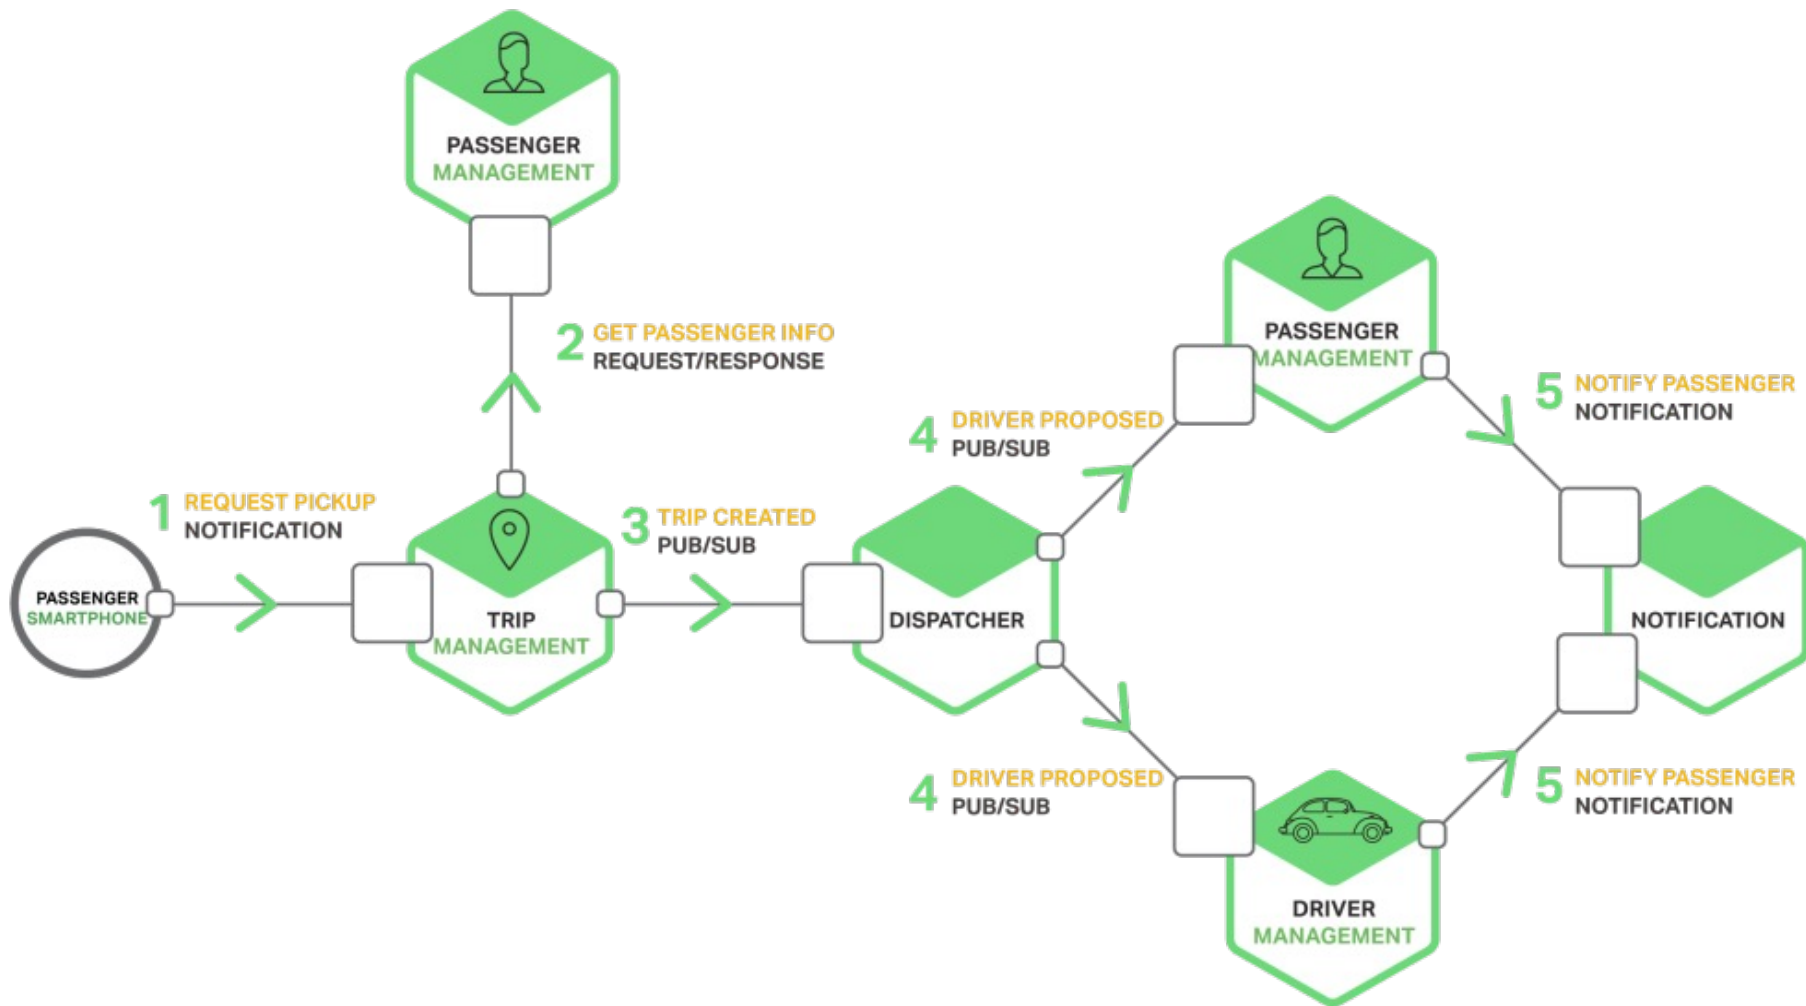 PASSENGER
MANAGEMENT
2 GET PASSENGER INFO
REQUEST/RESPONSE
1 REQUEST PICKUP
NOTIFICATION
PASSENGER
SMARTPHONE
TRIP
MANAGEMENT
3 TRIP CREATED
PUB/SUB
DISPATCHER
4 DRIVER PROPOSED
PUB/SUB
PASSENGER
MANAGEMENT
5 NOTIFY PASSENGER
NOTIFICATION
NOTIFICATION
4 DRIVER PROPOSED
PUB/SUB
DRIVER
MANAGEMENT
5 NOTIFY PASSENGER
NOTIFICATION